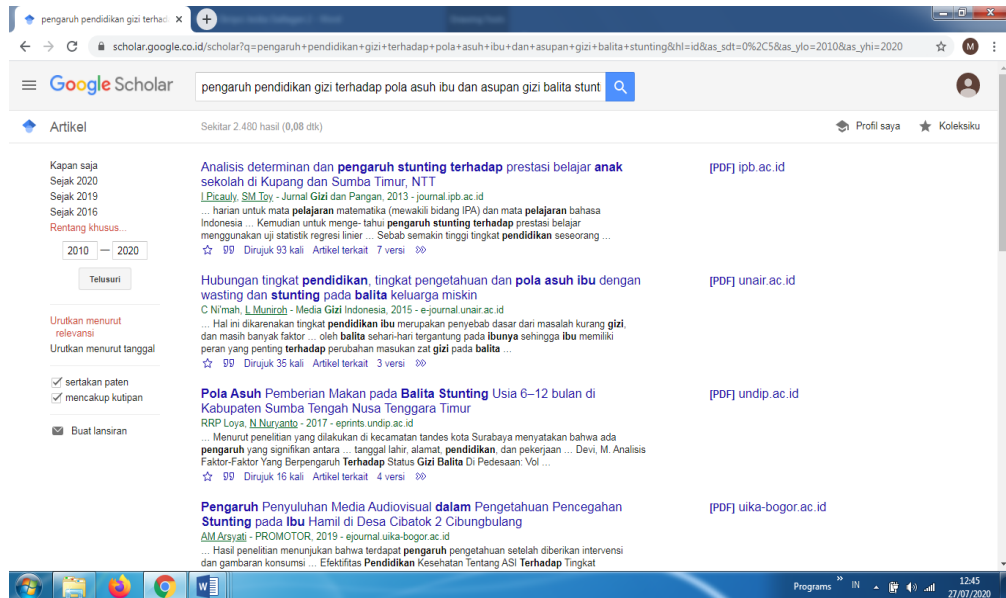 pengaruh pendidikan gizi terhad
scholar.google.co.id/scholar?q=pengaruh+pendidikan+gizi+terhadap+pola+asuh+ibu+dan+asupan+gizi+balita+stunting&hl=id&as_sdt=0%2C5&as_ylo=2010&as_yhi=2020
M
Google Scholar
pengaruh pendidikan gizi terhadap pola asuh ibu dan asupan gizi balita stunt
Artikel
Sekitar 2.480 hasil (0,08 dtk)
Profil saya
Koleksiku
Kapan saja
Sejak 2020
Sejak 2019
Sejak 2016
Rentang khusus...
2010 — 2020
Telusuri
Urutkan menurut
relevansi
Urutkan menurut tanggal
sertakan paten
mencakup kutipan
Buat lansiran
Analisis determinan dan pengaruh stunting terhadap prestasi belajar anak
sekolah di Kupang dan Sumba Timur, NTT
I Picauly, SM Toy - Jurnal Gizi dan Pangan, 2013 - journal.ipb.ac.id
... harian untuk mata pelajaran matematika (mewakili bidang IPA) dan mata pelajaran bahasa
Indonesia ... Kemudian untuk menge- tahui pengaruh stunting terhadap prestasi belajar
menggunakan uji statistik regresi linier ... Sebab semakin tinggi tingkat pendidikan seseorang ...
Dirujuk 93 kali Artikel terkait 7 versi
[PDF] ipb.ac.id
Hubungan tingkat pendidikan, tingkat pengetahuan dan pola asuh ibu dengan
wasting dan stunting pada balita keluarga miskin
C Ni'mah, L Muniroh - Media Gizi Indonesia, 2015 - e-journal.unair.ac.id
... Hal ini dikarenakan tingkat pendidikan ibu merupakan penyebab dasar dari masalah kurang gizi,
dan masih banyak faktor ... oleh balita sehari-hari tergantung pada ibunya sehingga ibu memiliki
peran yang penting terhadap perubahan masukan zat gizi pada balita ...
Dirujuk 35 kali Artikel terkait 3 versi
[PDF] unair.ac.id
Pola Asuh Pemberian Makan pada Balita Stunting Usia 6–12 bulan di
Kabupaten Sumba Tengah Nusa Tenggara Timur
RRP Loya, N Nuryanto - 2017 - eprints.undip.ac.id
... Menurut penelitian yang dilakukan di kecamatan tandes kota Surabaya menyatakan bahwa ada
pengaruh yang signifikan antara ... tanggal lahir, alamat, pendidikan, dan pekerjaan ... Devi, M. Analisis
Faktor-Faktor Yang Berpengaruh Terhadap Status Gizi Balita Di Pedesaan: Vol ...
Dirujuk 16 kali Artikel terkait 4 versi
[PDF] undip.ac.id
Pengaruh Penyuluhan Media Audiovisual dalam Pengetahuan Pencegahan
Stunting pada Ibu Hamil di Desa Cibatok 2 Cibungbulang
AM Arsyati - PROMOTOR, 2019 - ejournal.uika-bogor.ac.id
... Hasil penelitian menunjukan bahwa terdapat pengaruh pengetahuan setelah diberikan intervensi
dan gambaran konsumsi ... Efektifitas Pendidikan Kesehatan Tentang ASI Terhadap Tingkat
[PDF] uika-bogor.ac.id
Programs
IN
12:45
27/07/2020